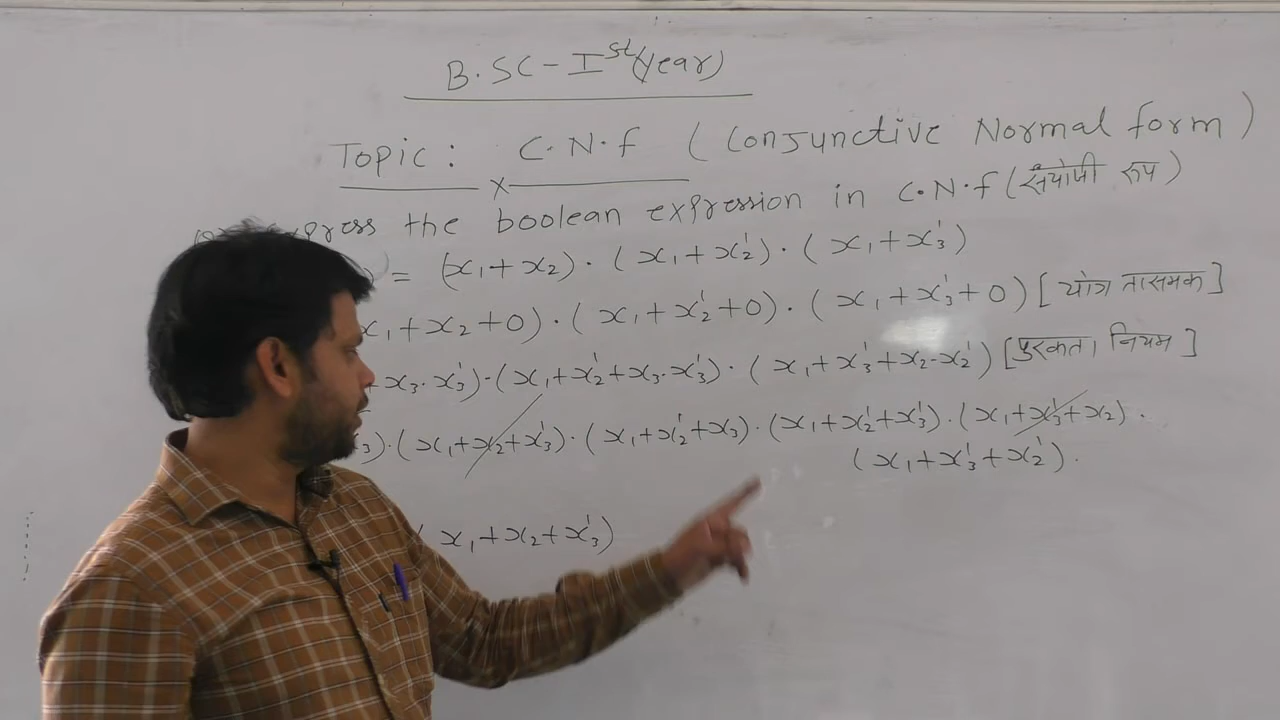 B.SC - Iˢᵗ (year)
Topic : C.N.f ( Conjunctive Normal form )
express the boolean expression in C.N.f (संयोगी रूप)
= (x₁+x₂) · (x₁+x₂') · (x₁+x₃')
x₁+x₂+0) · (x₁+x₂'+0) · (x₁+x₃'+0) [ योग तत्समक ]
+ x₃·x₃') · (x₁+x₂'+x₃·x₃') · (x₁+x₃'+x₂·x₂') [ पुरकता नियम ]
₃) · (x₁+x₂+x₃') · (x₁+x₂'+x₃) · (x₁+x₂'+x₃') · (x₁+x₃'+x₂) ·
(x₁+x₃'+x₂') .
( x₁+x₂+x₃')